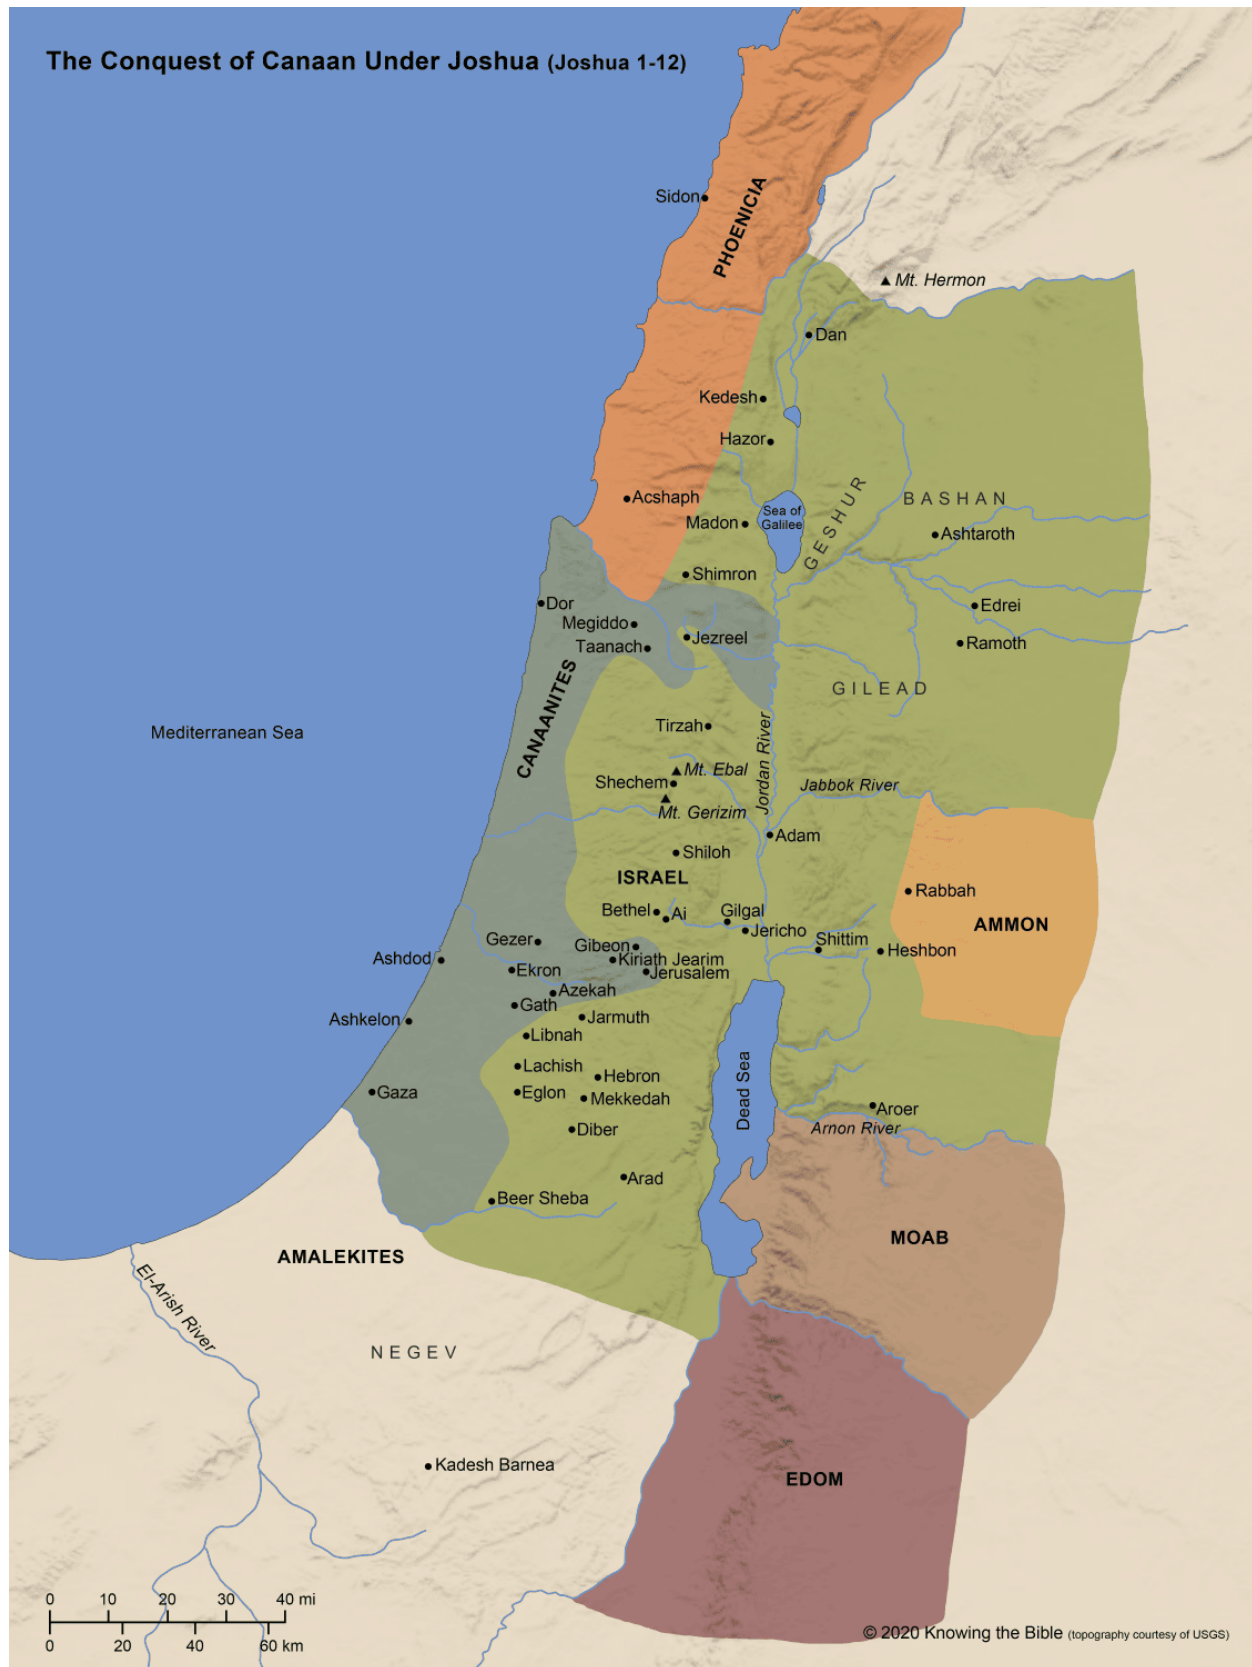 The Conquest of Canaan Under Joshua (Joshua 1-12)
Sidon
PHOENICIA
Mt. Hermon
Dan
Kedesh
Hazor
Acshaph
Madon
Sea of
Galilee
GESHUR
BASHAN
Ashtaroth
Shimron
Dor
Megiddo
Taanach
Jezreel
Edrei
Ramoth
CANAANITES
GILEAD
Mediterranean Sea
Tirzah
Jordan River
Mt. Ebal
Shechem
Mt. Gerizim
Jabbok River
Adam
Shiloh
ISRAEL
Rabbah
AMMON
Bethel
Ai
Gilgal
Jericho
Shittim
Heshbon
Gezer
Gibeon
Kiriath Jearim
Jerusalem
Ashdod
Ekron
Azekah
Gath
Ashkelon
Jarmuth
Libnah
Lachish
Hebron
Gaza
Eglon
Mekkedah
Dead Sea
Aroer
Arnon River
Diber
Arad
Beer Sheba
MOAB
AMALEKITES
El-Arish River
NEGEV
Kadesh Barnea
EDOM
0 10 20 30 40 mi
0 20 40 60 km
© 2020 Knowing the Bible (topography courtesy of USGS)